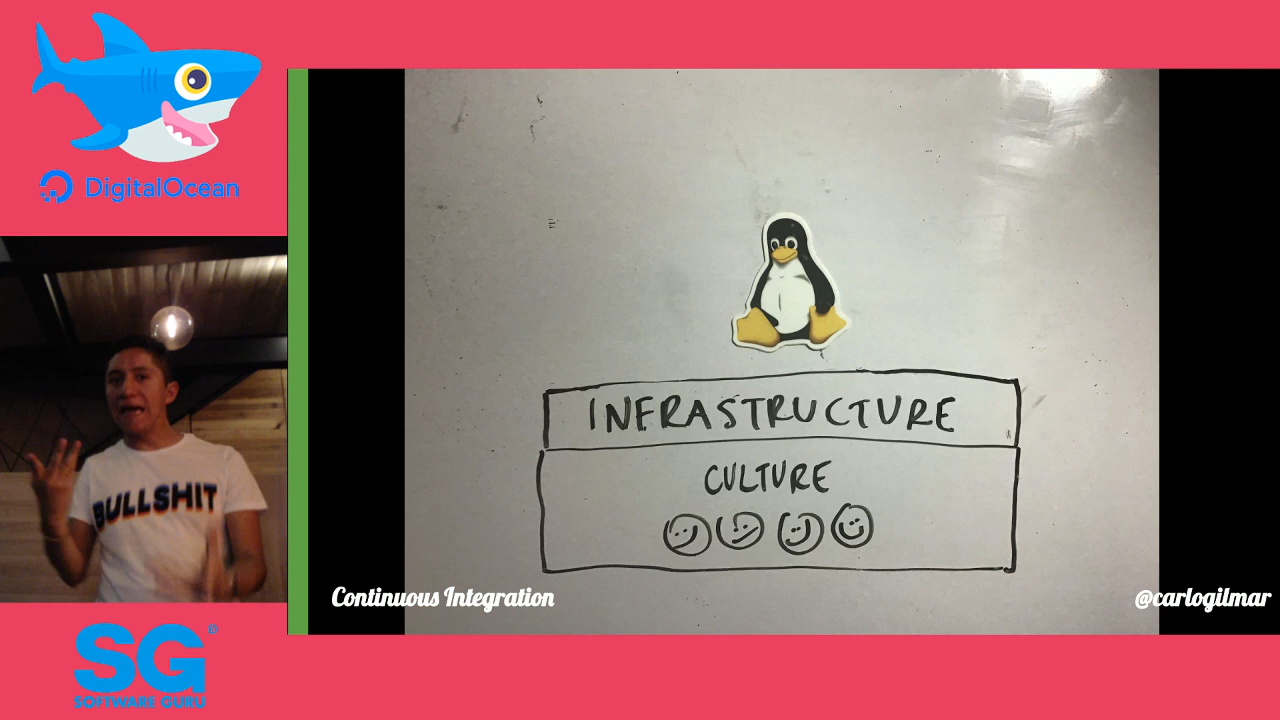 DigitalOcean
BULLSHIT
SG
SOFTWARE GURU
INFRASTRUCTURE
CULTURE
Continuous Integration
@carlogilmar